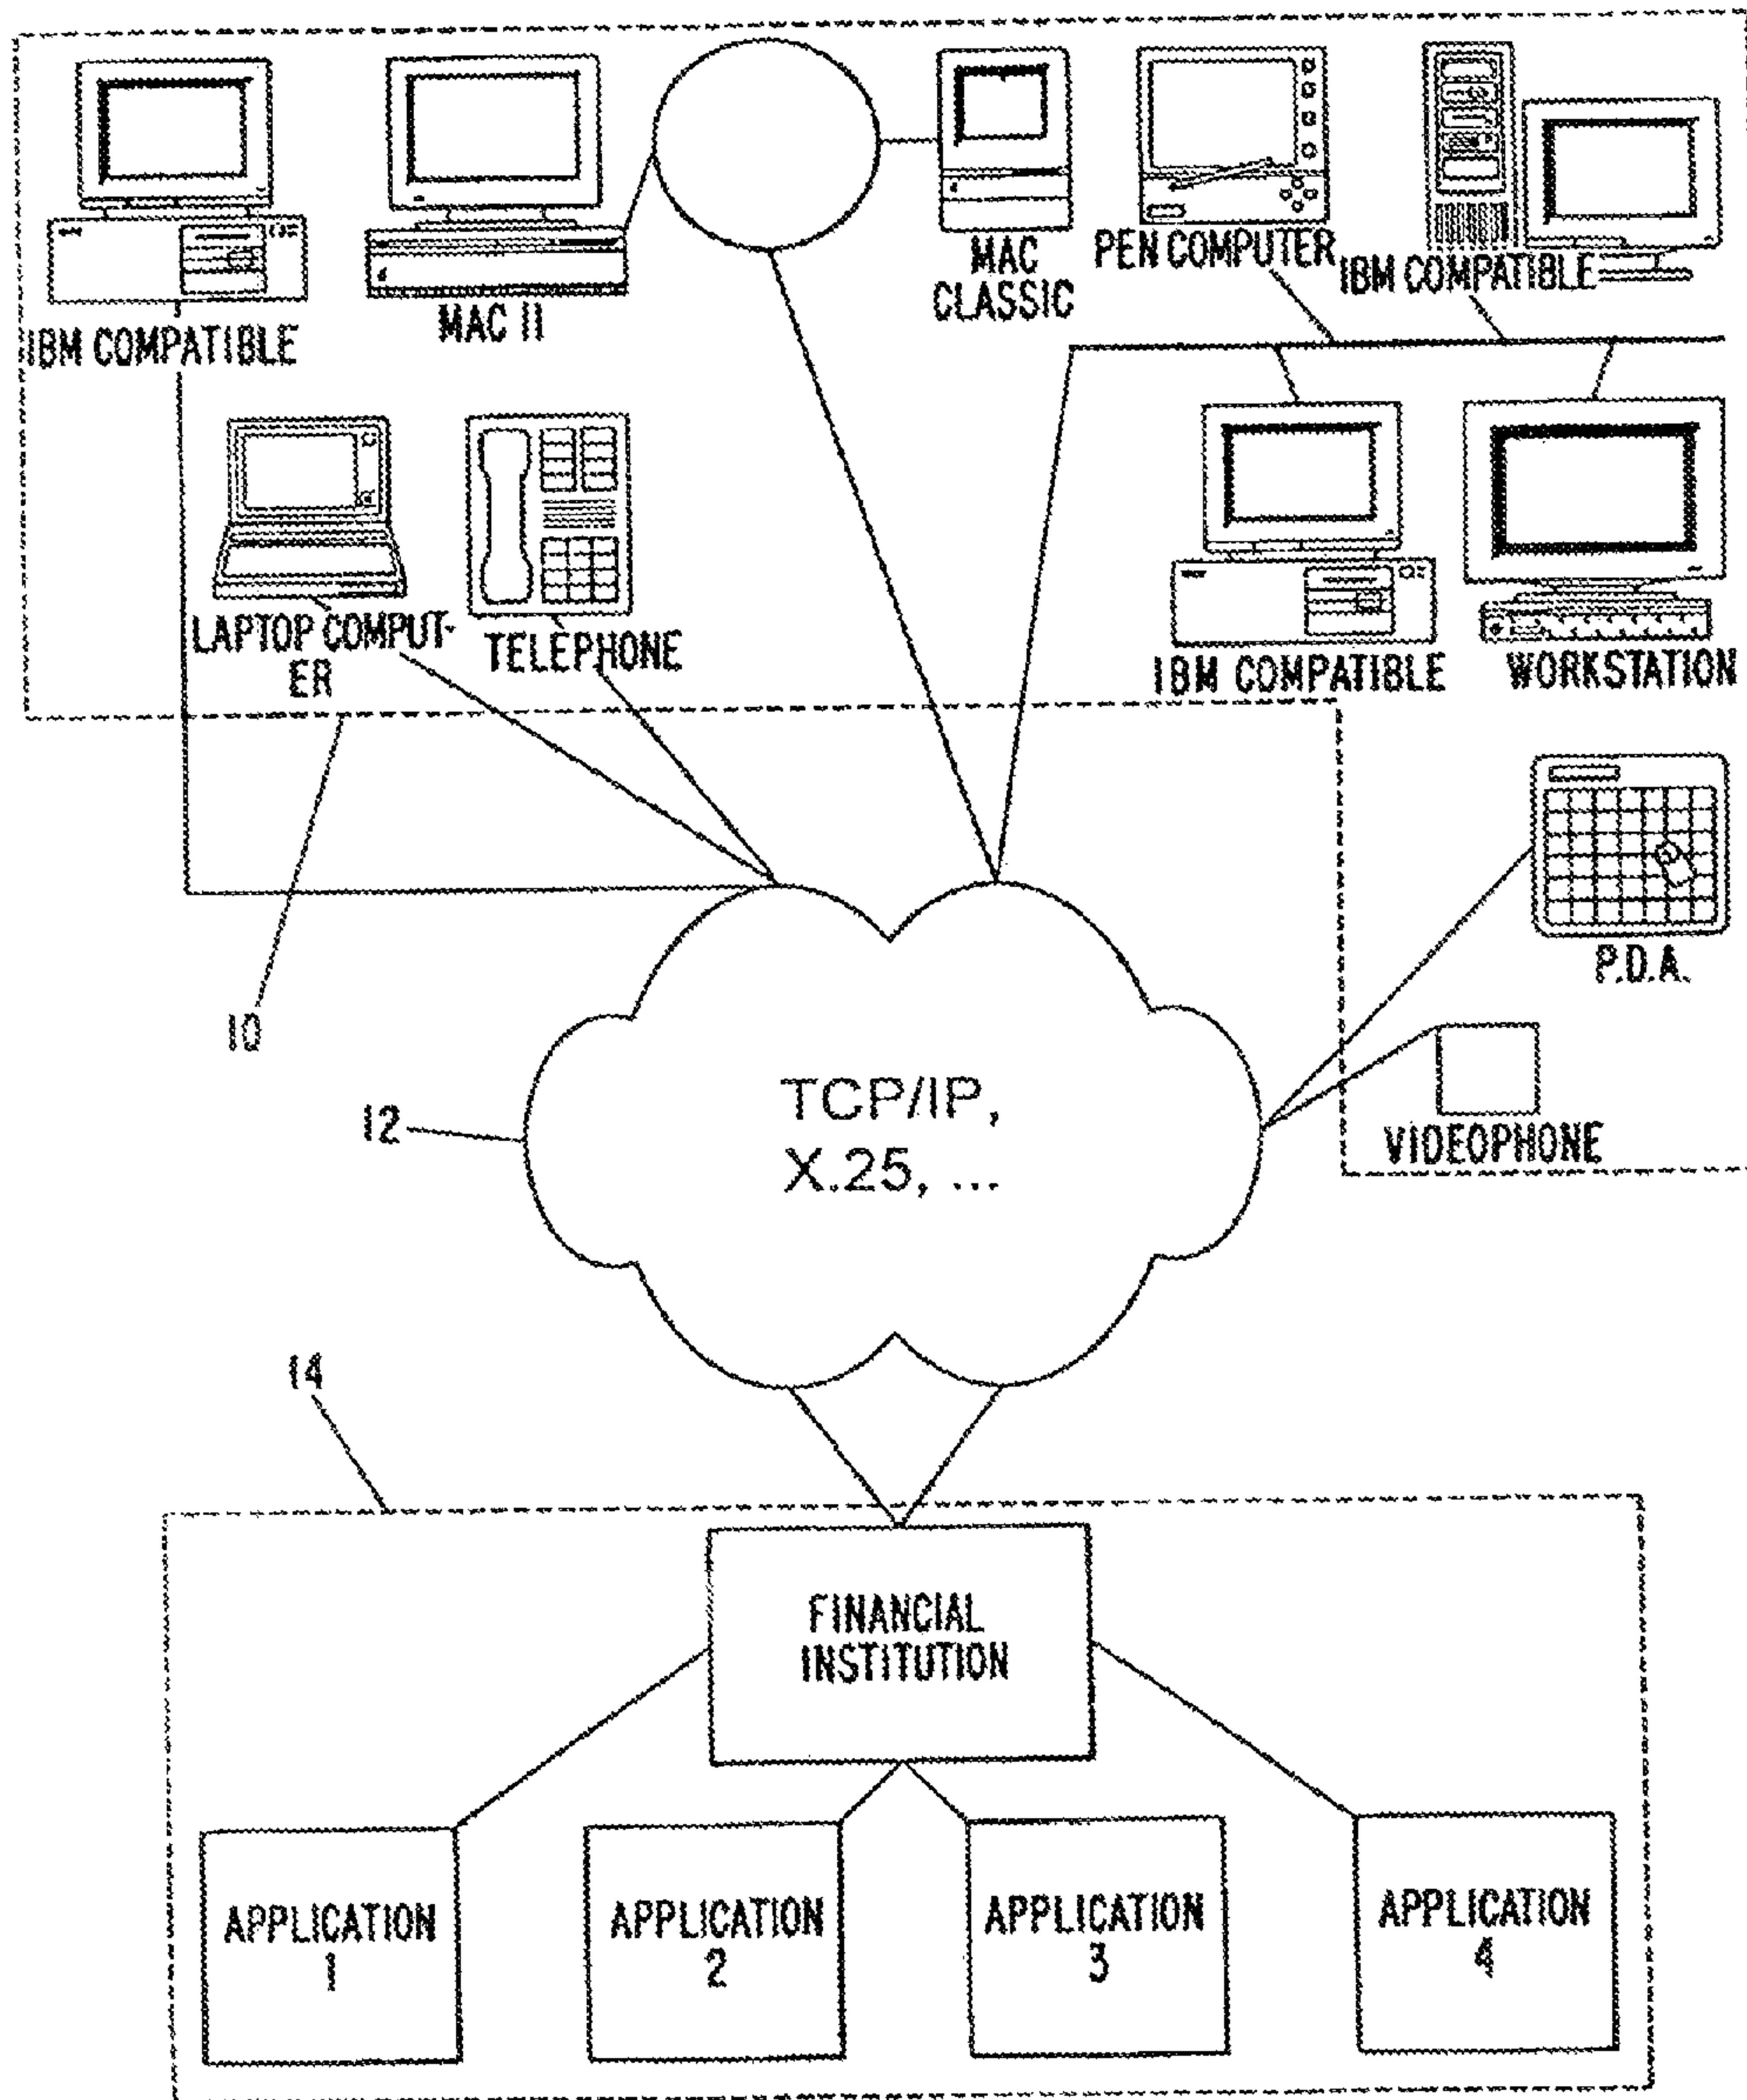 MAC
CLASSIC
PEN COMPUTER
IBM COMPATIBLE
IBM COMPATIBLE
MAC II
LAPTOP COMPUT-
ER
TELEPHONE
IBM COMPATIBLE
WORKSTATION
P.D.A.
10
12
TCP/IP,
X.25, ...
VIDEOPHONE
14
FINANCIAL
INSTITUTION
APPLICATION
1
APPLICATION
2
APPLICATION
3
APPLICATION
4